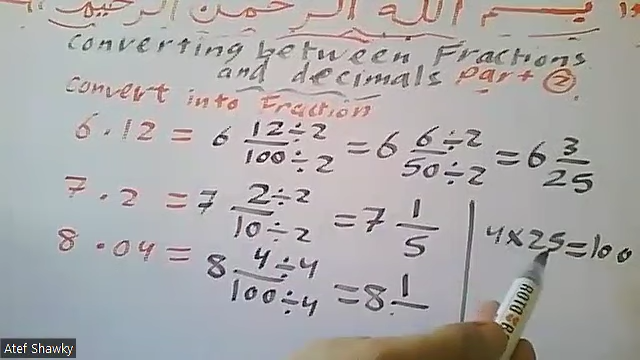 بسم الله الرحمن الرحيم
Converting between Fractions
and decimals Part ②
Convert into Fraction
6.12 = 6 12÷2/100÷2 = 6 6÷2/50÷2 = 6 3/25
7.2 = 7 2÷2/10÷2 = 7 1/5
4×25=100
8.04 = 8 4÷4/100÷4 = 8 1/
Atef Shawky